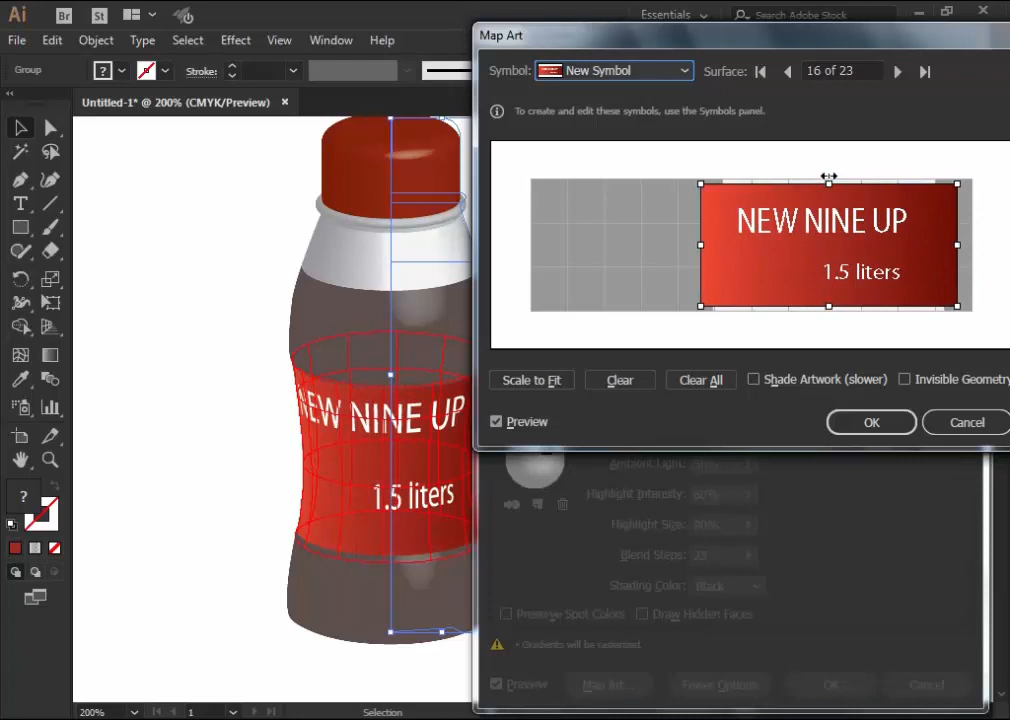 Ai Br St Essentials Search Adobe Stock
File Edit Object Type Select Effect View Window Help
Group ? Stroke:
Untitled-1* @ 200% (CMYK/Preview) ×
Map Art
Symbol: New Symbol Surface: 16 of 23
To create and edit these symbols, use the Symbols panel.
NEW NINE UP
1.5 liters
Scale to Fit Clear Clear All Shade Artwork (slower) Invisible Geometry
Preview OK Cancel
NEW NINE UP
1.5 liters
Ambient Light:
Highlight Intensity: 60%
Highlight Size: 90%
Blend Steps: 23
Shading Color: Black
Preserve Spot Colors Draw Hidden Faces
• Gradients will be rasterized.
Preview Map Art... Fewer Options OK Cancel
?
200% 1 Selection